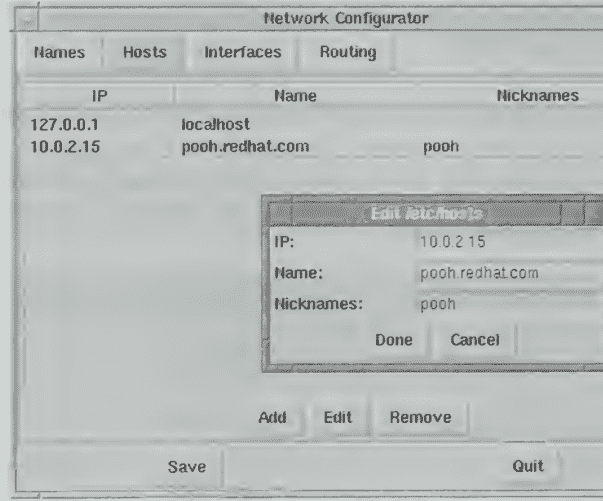 Network Configurator
Names Hosts Interfaces Routing
IP Name Nicknames
127.0.0.1 localhost
10.0.2.15 pooh.redhat.com pooh
Edit /etc/hosts
IP: 10.0.2.15
Name: pooh.redhat.com
Nicknames: pooh
Done Cancel
Add Edit Remove
Save Quit